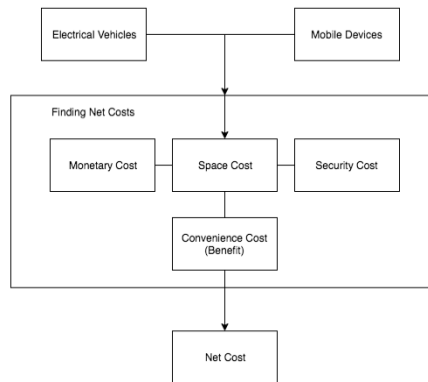 Electrical Vehicles
Mobile Devices
Finding Net Costs
Monetary Cost
Space Cost
Security Cost
Convenience Cost
(Benefit)
Net Cost